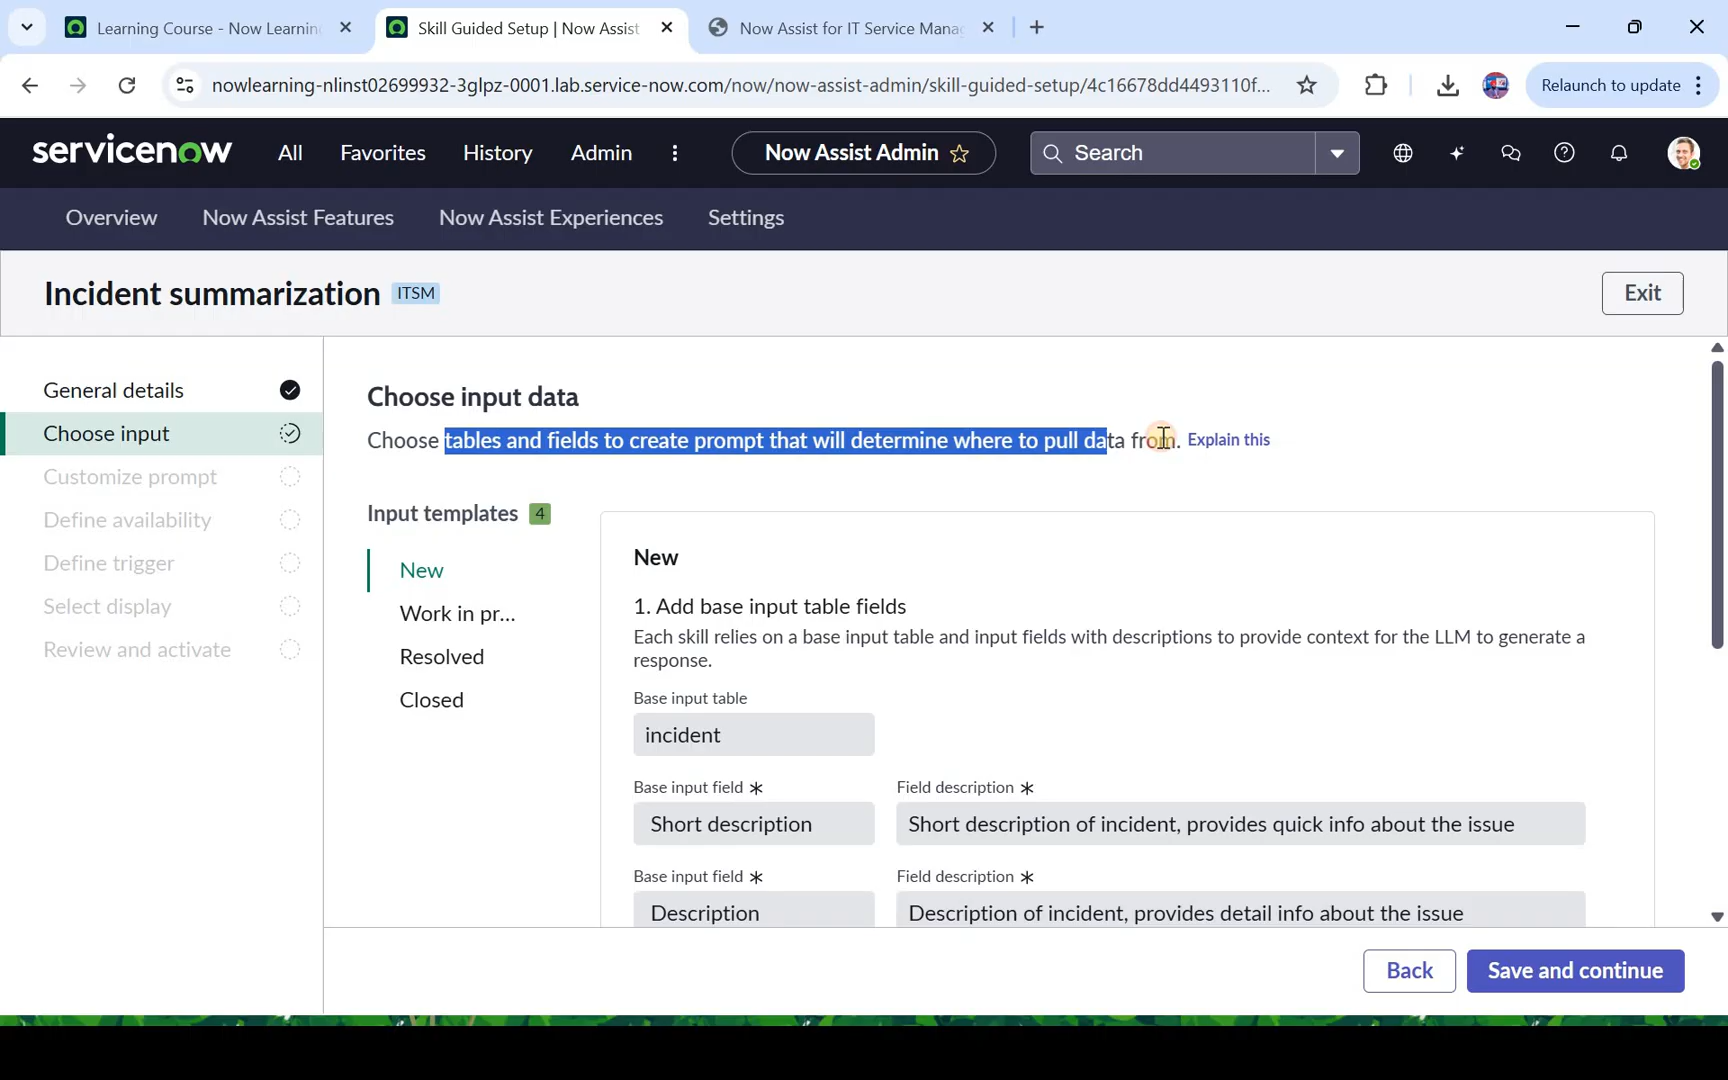 Learning Course - Now Learnin
Skill Guided Setup | Now Assist
Now Assist for IT Service Mana
nowlearning-nlinst02699932-3glpz-0001.lab.service-now.com/now/now-assist-admin/skill-guided-setup/4c16678dd4493110f...
Relaunch to update
servicenow
All
Favorites
History
Admin
Now Assist Admin
Search
Overview
Now Assist Features
Now Assist Experiences
Settings
Incident summarization
ITSM
Exit
General details
Choose input
Customize prompt
Define availability
Define trigger
Select display
Review and activate
Choose input data
Choose tables and fields to create prompt that will determine where to pull data from. Explain this
Input templates 4
New
Work in pr...
Resolved
Closed
New
1. Add base input table fields
Each skill relies on a base input table and input fields with descriptions to provide context for the LLM to generate a
response.
Base input table
incident
Base input field *
Field description *
Short description
Short description of incident, provides quick info about the issue
Base input field *
Field description *
Description
Description of incident, provides detail info about the issue
Back
Save and continue